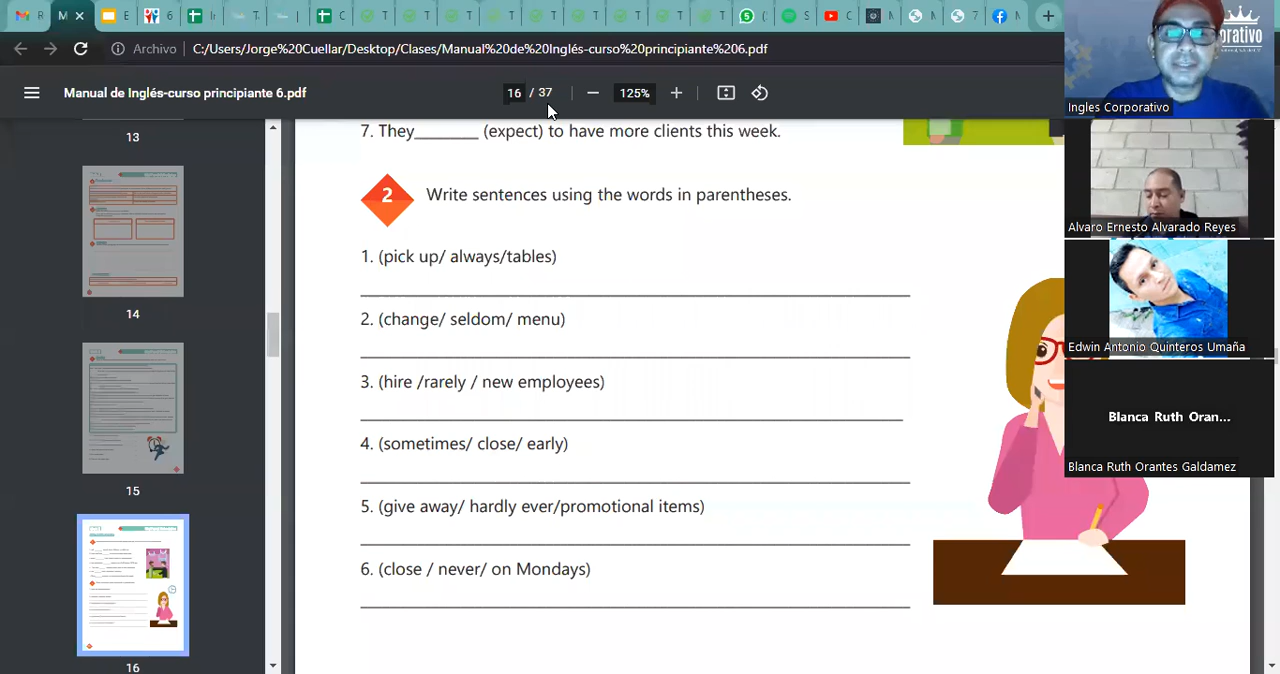 Archivo C:/Users/Jorge%20Cuellar/Desktop/Clases/Manual%20de%20Inglés-curso%20principiante%206.pdf
Manual de Inglés-curso principiante 6.pdf
16 / 37
125%
13
14
15
16
7. They_______ (expect) to have more clients this week.
2
Write sentences using the words in parentheses.
1. (pick up/ always/tables)
2. (change/ seldom/ menu)
3. (hire /rarely / new employees)
4. (sometimes/ close/ early)
5. (give away/ hardly ever/promotional items)
6. (close / never/ on Mondays)
Ingles Corporativo
Alvaro Ernesto Alvarado Reyes
Edwin Antonio Quinteros Umaña
Blanca Ruth Oran...
Blanca Ruth Orantes Galdamez